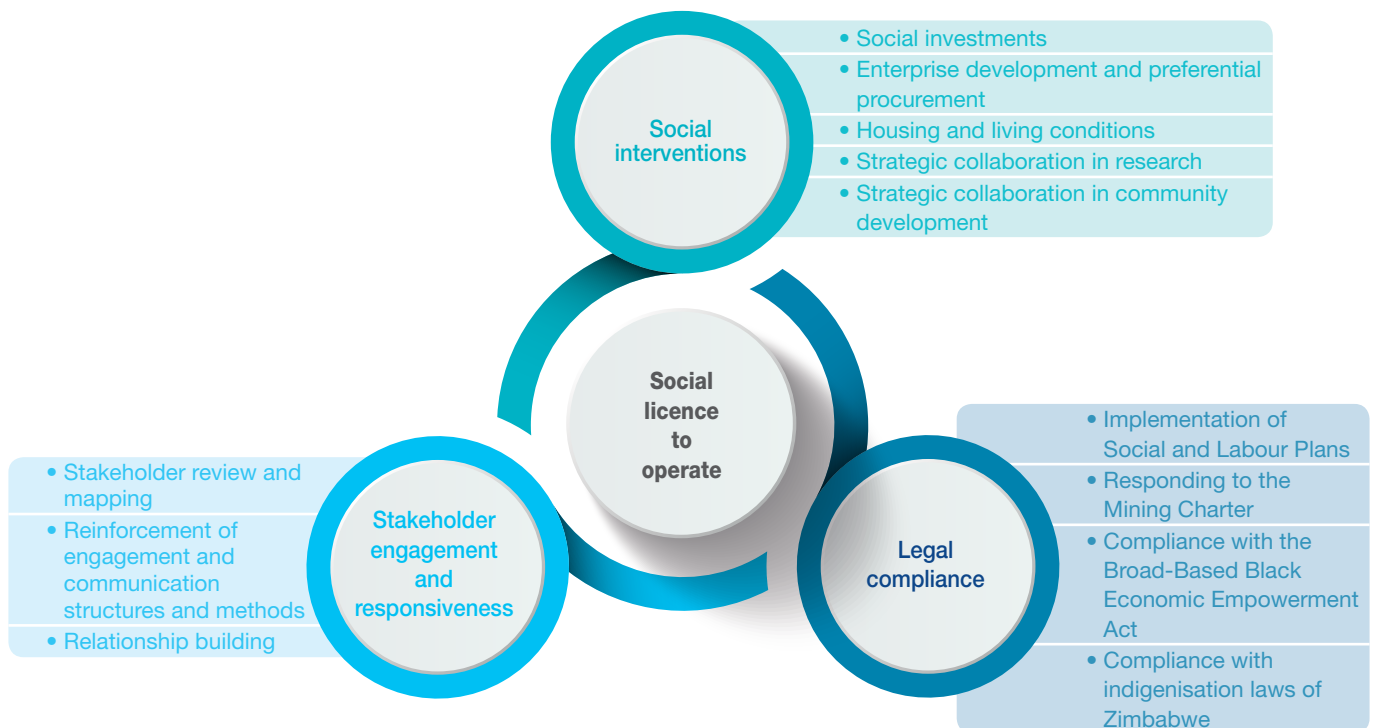 Social
interventions
• Social investments
• Enterprise development and preferential
procurement
• Housing and living conditions
• Strategic collaboration in research
• Strategic collaboration in community
development
Social
licence
to
operate
• Stakeholder review and
mapping
• Reinforcement of
engagement and
communication
structures and methods
• Relationship building
Stakeholder
engagement
and
responsiveness
Legal
compliance
• Implementation of
Social and Labour Plans
• Responding to the
Mining Charter
• Compliance with the
Broad-Based Black
Economic Empowerment
Act
• Compliance with
indigenisation laws of
Zimbabwe